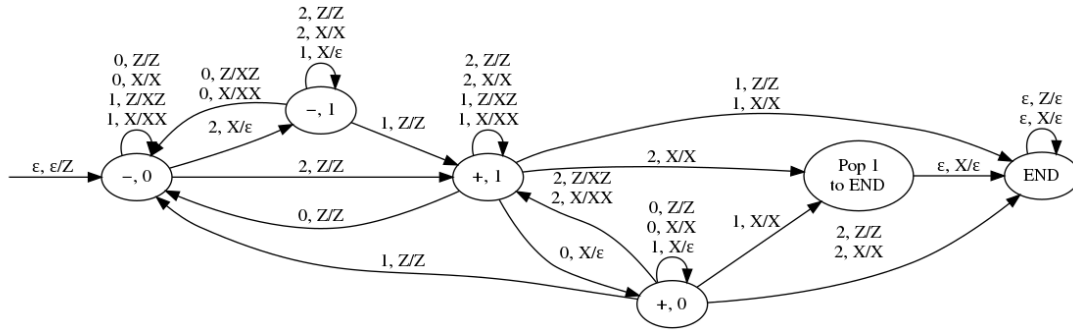 2, Z/Z
2, X/X
1, X/ε
0, Z/Z
0, X/X
1, Z/XZ
1, X/XX
0, Z/XZ
0, X/XX
−, 1
2, X/ε
1, Z/Z
2, Z/Z
2, X/X
1, Z/XZ
1, X/XX
1, Z/Z
1, X/X
ε, Z/ε
ε, X/ε
ε, ε/Z
−, 0
2, Z/Z
+, 1
2, X/X
Pop 1
to END
ε, X/ε
END
0, Z/Z
2, Z/XZ
2, X/XX
0, X/ε
0, Z/Z
0, X/X
1, X/ε
1, X/X
2, Z/Z
2, X/X
1, Z/Z
+, 0